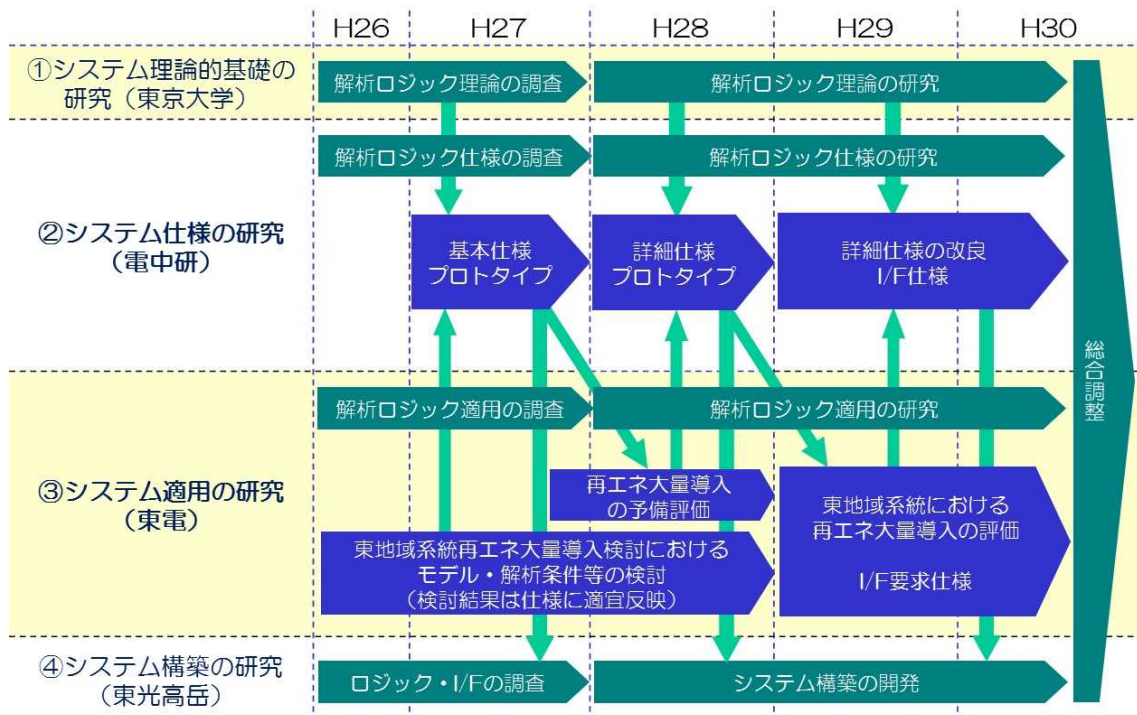 H26 H27 H28 H29 H30
①システム理論的基礎の
研究（東京大学）
解析ロジック理論の調査
解析ロジック理論の研究
②システム仕様の研究
（電中研）
解析ロジック仕様の調査
解析ロジック仕様の研究
基本仕様
プロトタイプ
詳細仕様
プロトタイプ
詳細仕様の改良
I/F仕様
③システム適用の研究
（東電）
解析ロジック適用の調査
解析ロジック適用の研究
再エネ大量導入
の予備評価
東地域系統再エネ大量導入検討における
モデル・解析条件等の検討
（検討結果は仕様に適宜反映）
東地域系統における
再エネ大量導入の評価
I/F要求仕様
④システム構築の研究
（東光高岳）
ロジック・I/Fの調査
システム構築の開発
総合調整